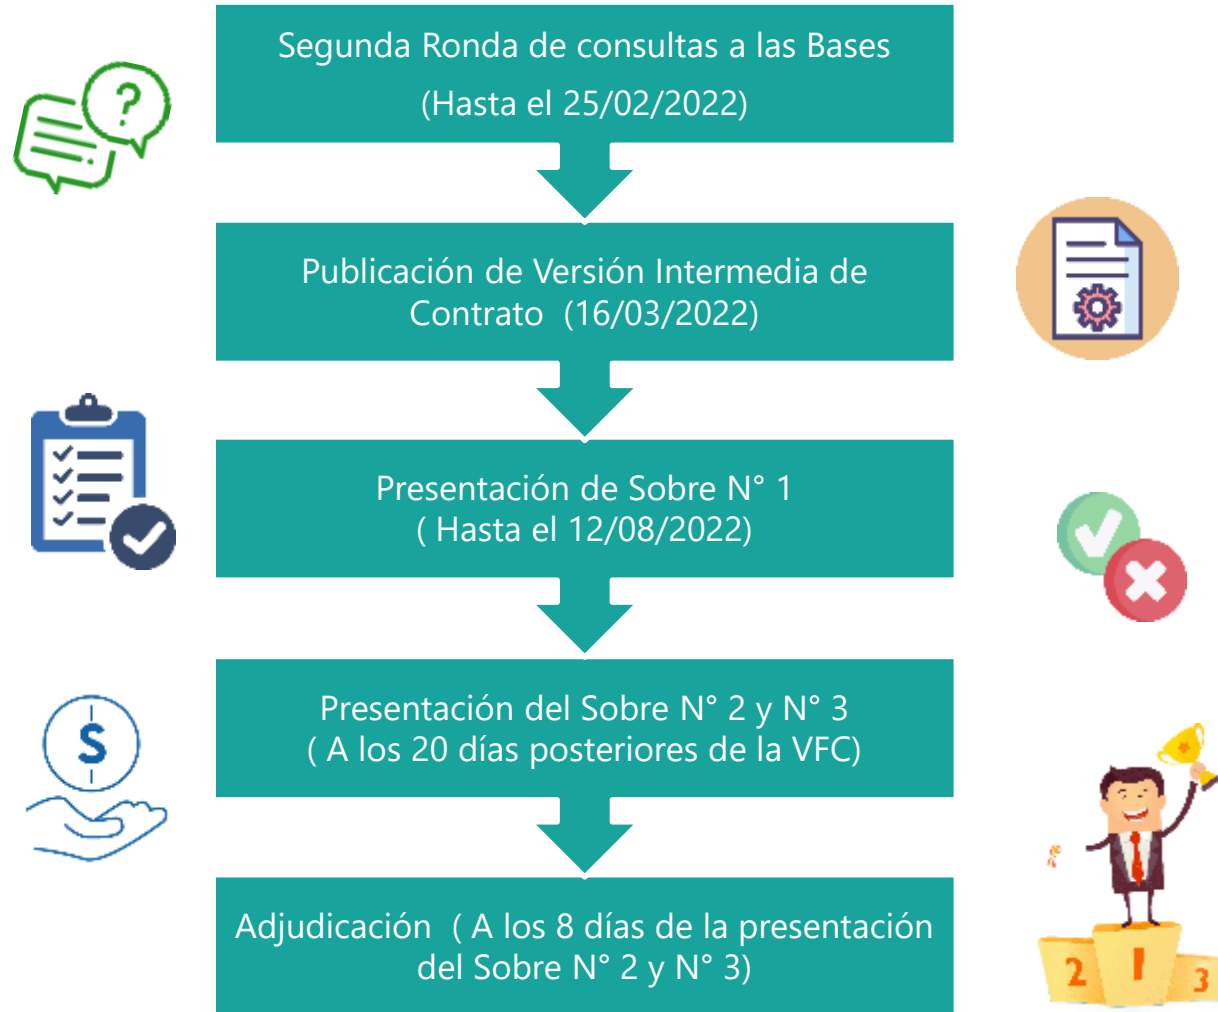 Segunda Ronda de consultas a las Bases
(Hasta el 25/02/2022)
?
Publicación de Versión Intermedia de
Contrato  (16/03/2022)
Presentación de Sobre N° 1
( Hasta el 12/08/2022)
Presentación del Sobre N° 2 y N° 3
( A los 20 días posteriores de la VFC)
S
Adjudicación  ( A los 8 días de la presentación
del Sobre N° 2 y N° 3)
2 1 3